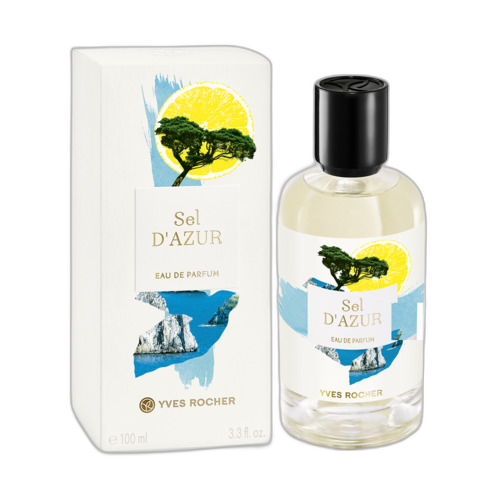 Sel
D'AZUR
EAU DE PARFUM
YVES ROCHER
℮ 100 ml 3.3 fl. oz.
Sel
D'AZUR
EAU DE PARFUM
YVES ROCHER